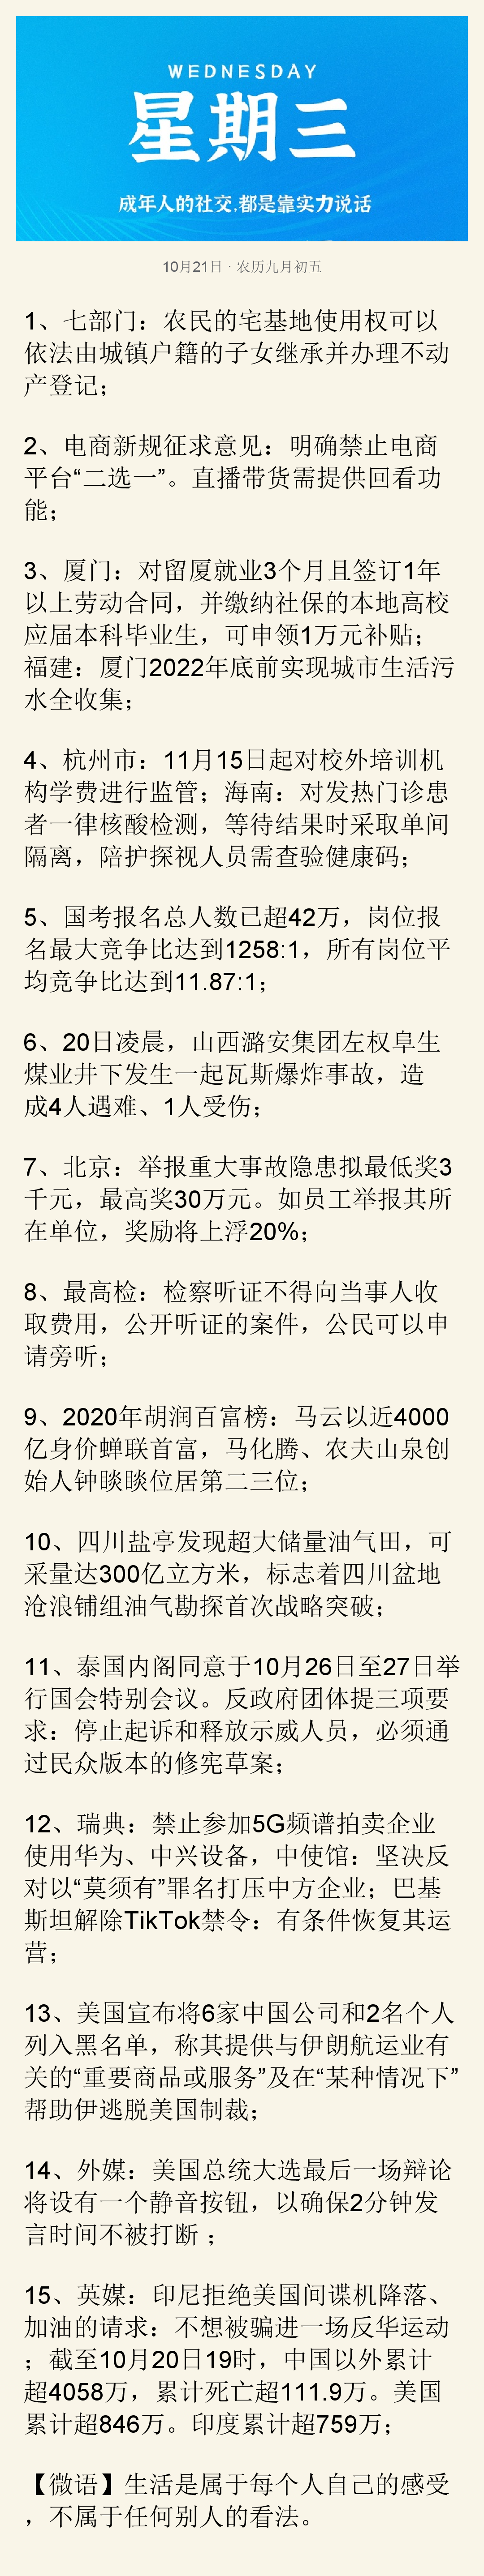 WEDNESDAY
星期三
成年人的社交,都是靠实力说话
10月21日 · 农历九月初五
1、七部门：农民的宅基地使用权可以
依法由城镇户籍的子女继承并办理不动
产登记；
2、电商新规征求意见：明确禁止电商
平台“二选一”。直播带货需提供回看功
能；
3、厦门：对留厦就业3个月且签订1年
以上劳动合同，并缴纳社保的本地高校
应届本科毕业生，可申领1万元补贴；
福建：厦门2022年底前实现城市生活污
水全收集；
4、杭州市：11月15日起对校外培训机
构学费进行监管；海南：对发热门诊患
者一律核酸检测，等待结果时采取单间
隔离，陪护探视人员需查验健康码；
5、国考报名总人数已超42万，岗位报
名最大竞争比达到1258:1，所有岗位平
均竞争比达到11.87:1；
6、20日凌晨，山西潞安集团左权阜生
煤业井下发生一起瓦斯爆炸事故，造
成4人遇难、1人受伤；
7、北京：举报重大事故隐患拟最低奖3
千元，最高奖30万元。如员工举报其所
在单位，奖励将上浮20%；
8、最高检：检察听证不得向当事人收
取费用，公开听证的案件，公民可以申
请旁听；
9、2020年胡润百富榜：马云以近4000
亿身价蝉联首富，马化腾、农夫山泉创
始人钟睒睒位居第二三位；
10、四川盐亭发现超大储量油气田，可
采量达300亿立方米，标志着四川盆地
沧浪铺组油气勘探首次战略突破；
11、泰国内阁同意于10月26日至27日举
行国会特别会议。反政府团体提三项要
求：停止起诉和释放示威人员，必须通
过民众版本的修宪草案；
12、瑞典：禁止参加5G频谱拍卖企业
使用华为、中兴设备，中使馆：坚决反
对以“莫须有”罪名打压中方企业；巴基
斯坦解除TikTok禁令：有条件恢复其运
营；
13、美国宣布将6家中国公司和2名个人
列入黑名单，称其提供与伊朗航运业有
关的“重要商品或服务”及在“某种情况下”
帮助伊逃脱美国制裁；
14、外媒：美国总统大选最后一场辩论
将设有一个静音按钮，以确保2分钟发
言时间不被打断 ；
15、英媒：印尼拒绝美国间谍机降落、
加油的请求：不想被骗进一场反华运动
；截至10月20日19时，中国以外累计
超4058万，累计死亡超111.9万。美国
累计超846万。印度累计超759万；
【微语】生活是属于每个人自己的感受
，不属于任何别人的看法。